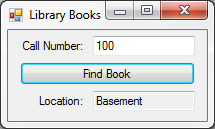 Library Books
Call Number: 100
Find Book
Location: Basement